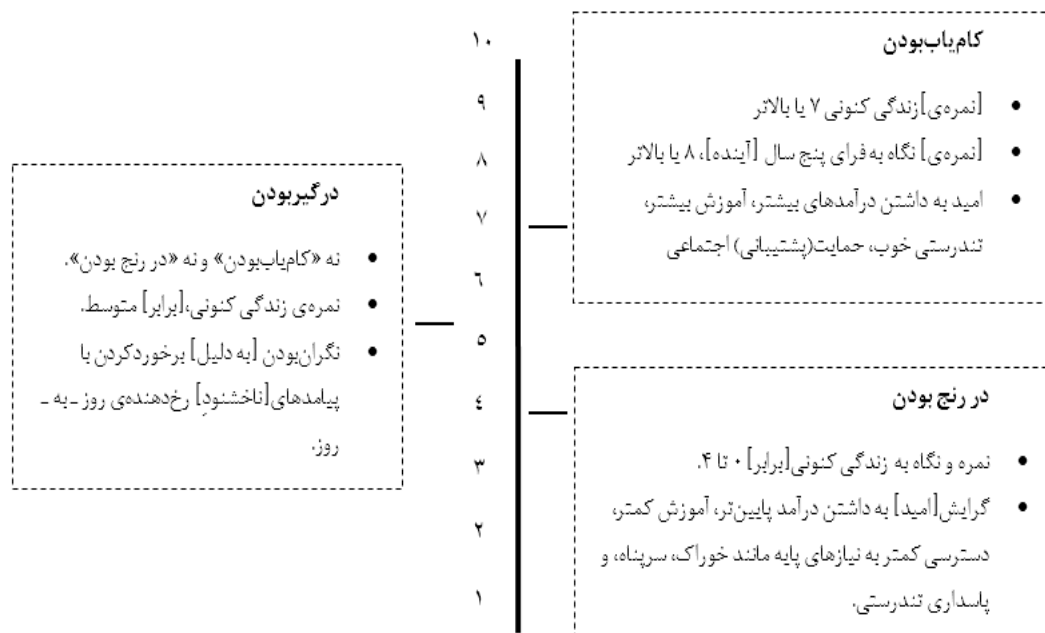 کام‌یاب‌بودن
[نمره‌ی]زندگی کنونی ۷ یا بالاتر
[نمره‌ی] نگاه به فرای پنج سال [آینده]، ۸ یا بالاتر
امید به داشتن درآمدهای بیشتر، آموزش بیشتر،
تندرستی خوب، حمایت(پشتیبانی) اجتماعی
در رنج بودن
نمره و نگاه به زندگی کنونی[برابر] ۰ تا ۴.
گرایش[امید] به داشتن درآمد پایین‌تر، آموزش کمتر،
دسترسی کمتر به نیازهای پایه مانند خوراک، سرپناه، و
پاسداری تندرستی.
۱۰
۹
۸
۷
٦
۵
٤
۳
۲
۱
درگیربودن
نه «کام‌یاب‌بودن» و نه «در رنج بودن».
نمره‌ی زندگی کنونی،[برابر] متوسط.
نگران‌بودن [به دلیل] برخوردکردن با
پیامدهای[ناخشنودِ] رخ‌دهنده‌ی روز ـ به ـ
روز.